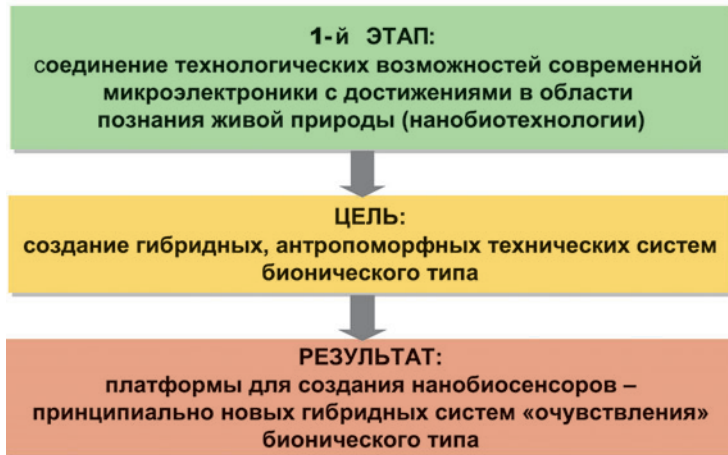 1-й ЭТАП:
соединение технологических возможностей современной
микроэлектроники с достижениями в области
познания живой природы (нанобиотехнологии)
ЦЕЛЬ:
создание гибридных, антропоморфных технических систем
бионического типа
РЕЗУЛЬТАТ:
платформы для создания нанобиосенсоров –
принципиально новых гибридных систем «очувствления»
бионического типа